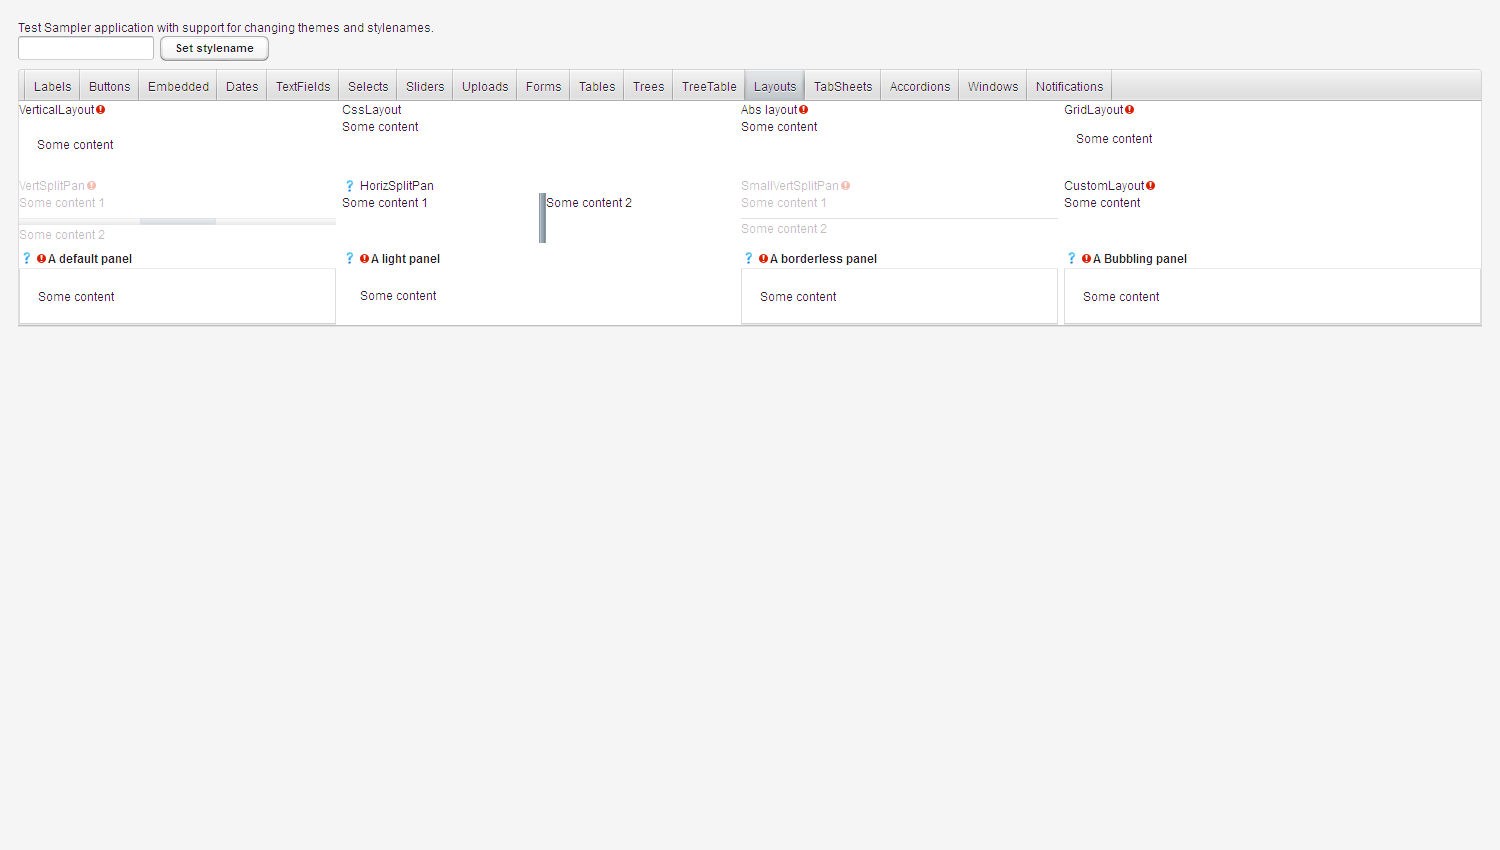 Test Sampler application with support for changing themes and stylenames.
Set stylename
Labels Buttons Embedded Dates TextFields Selects Sliders Uploads Forms Tables Trees TreeTable Layouts TabSheets Accordions Windows Notifications
VerticalLayout CssLayout Abs layout GridLayout
Some content Some content
Some content Some content
VertSplitPan ? HorizSplitPan SmallVertSplitPan CustomLayout
Some content 1 Some content 1 Some content 2 Some content 1 Some content
Some content 2 Some content 2
? A default panel ? A light panel ? A borderless panel ? A Bubbling panel
Some content Some content Some content Some content